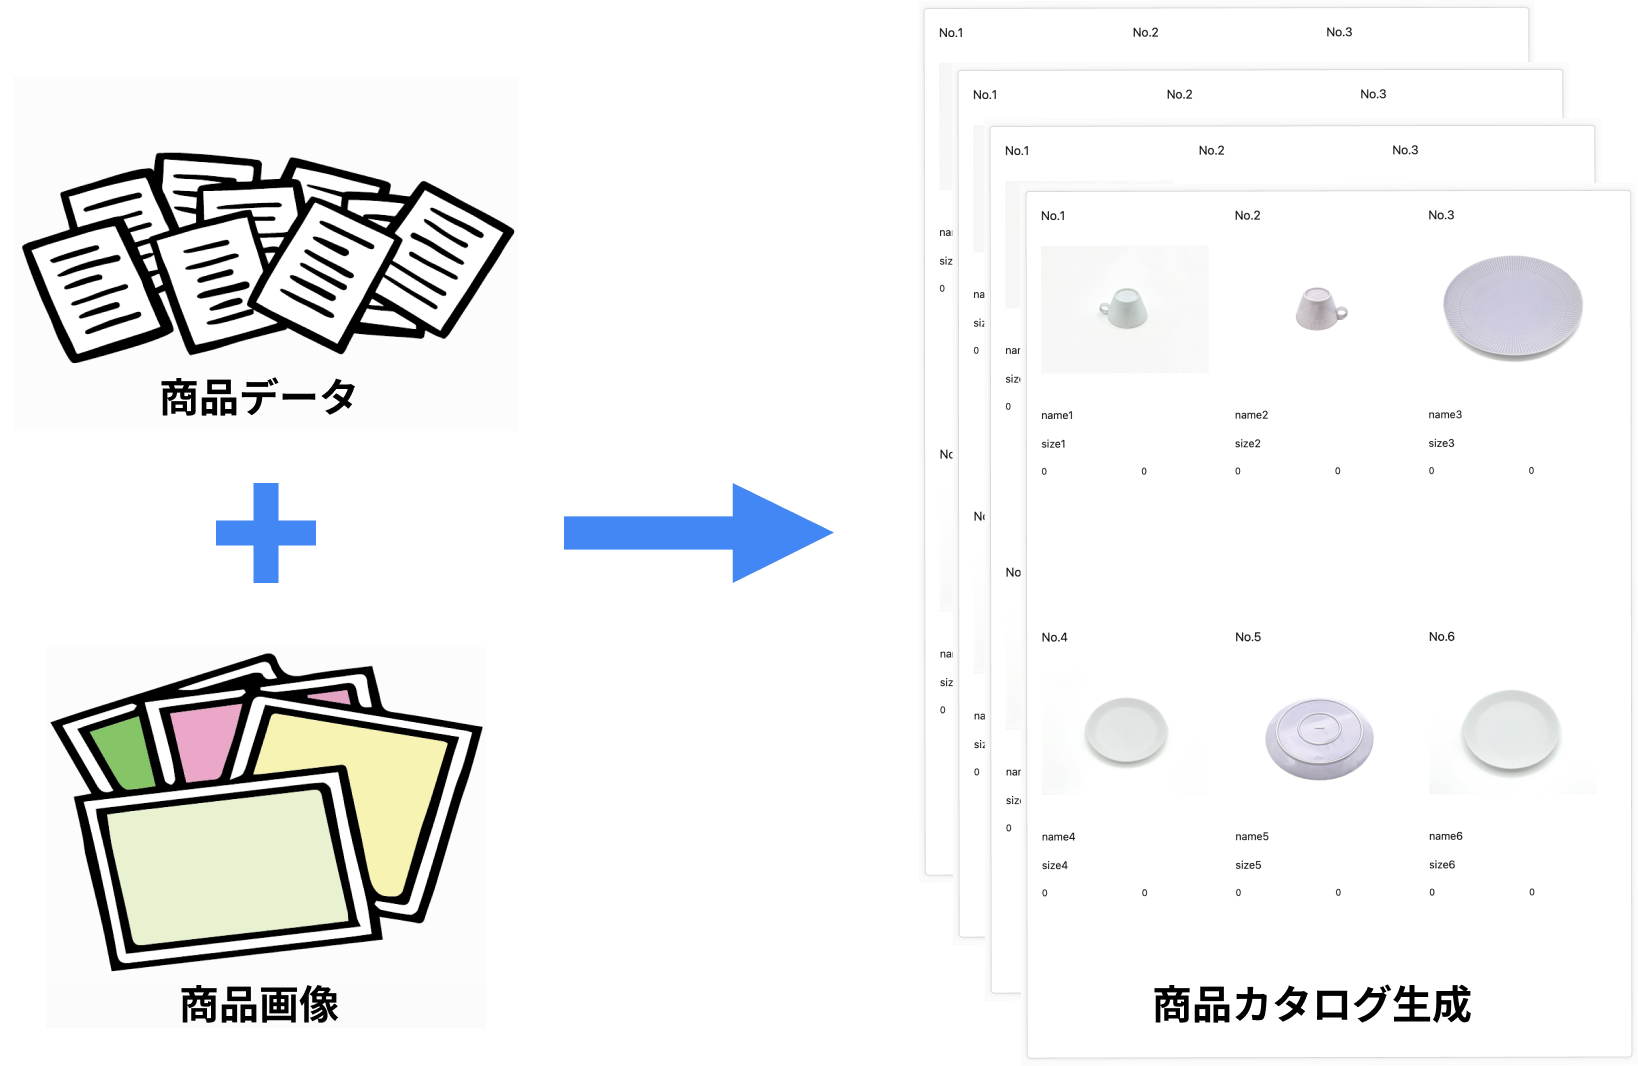 商品データ
商品画像
No.1 No.2 No.3
na
siz
0
No
na
siz
0
No.1 No.2 No.3
na
siz
0
No
na
siz
0
No.1 No.2 No.3
nar
size
0
No
nar
size
0
No.1 No.2 No.3
name1 name2 name3
size1 size2 size3
0 0 0 0 0 0
No.4 No.5 No.6
name4 name5 name6
size4 size5 size6
0 0 0 0 0 0
商品カタログ生成